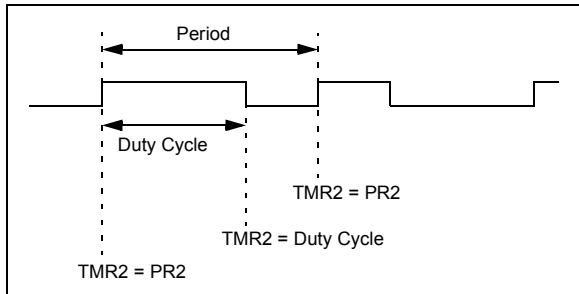 Period
Duty Cycle
TMR2 = PR2
TMR2 = Duty Cycle
TMR2 = PR2